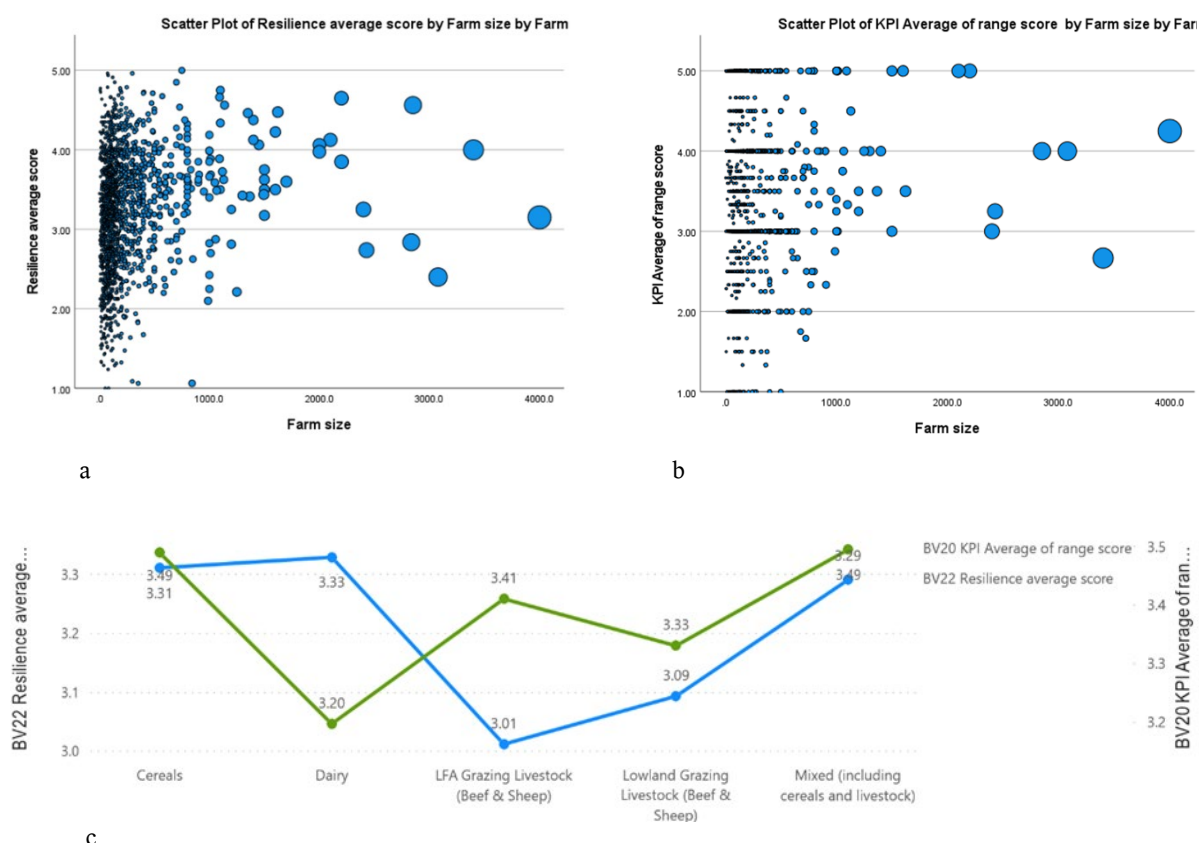 Scatter Plot of Resilience average score by Farm size by Farm
5.00
4.00
3.00
2.00
1.00
Resilience average score
.0 1000.0 2000.0 3000.0 4000.0
Farm size
a
Scatter Plot of KPI Average of range score by Farm size by Far
5.00
4.00
3.00
2.00
1.00
KPI Average of range score
.0 1000.0 2000.0 3000.0 4000.0
Farm size
b
BV22 Resilience average...
3.3
3.2
3.1
3.0
3.49
3.31
3.33
3.20
3.41
3.01
3.33
3.09
3.29
3.49
BV20 KPI Average of range score
BV22 Resilience average score
3.5
3.4
3.3
3.2
BV20 KPI Average of ran...
Cereals
Dairy
LFA Grazing Livestock
(Beef & Sheep)
Lowland Grazing
Livestock (Beef &
Sheep)
Mixed (including
cereals and livestock)
c